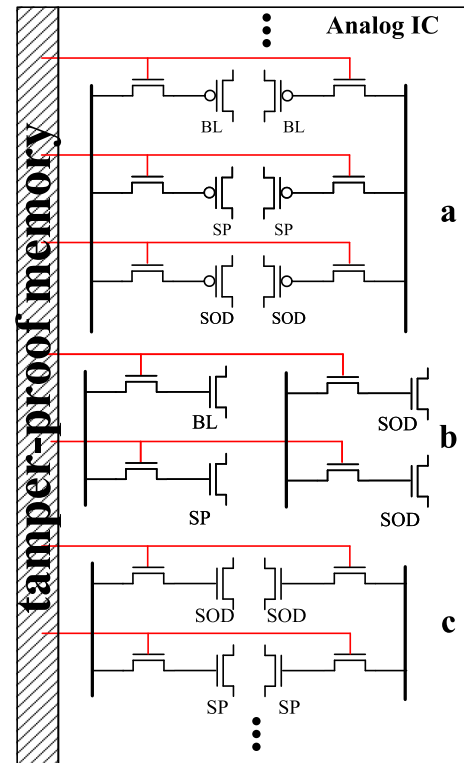 Analog IC
tamper-proof memory
BL BL
SP SP
a
SOD SOD
BL SOD
b
SP SOD
SOD SOD
c
SP SP